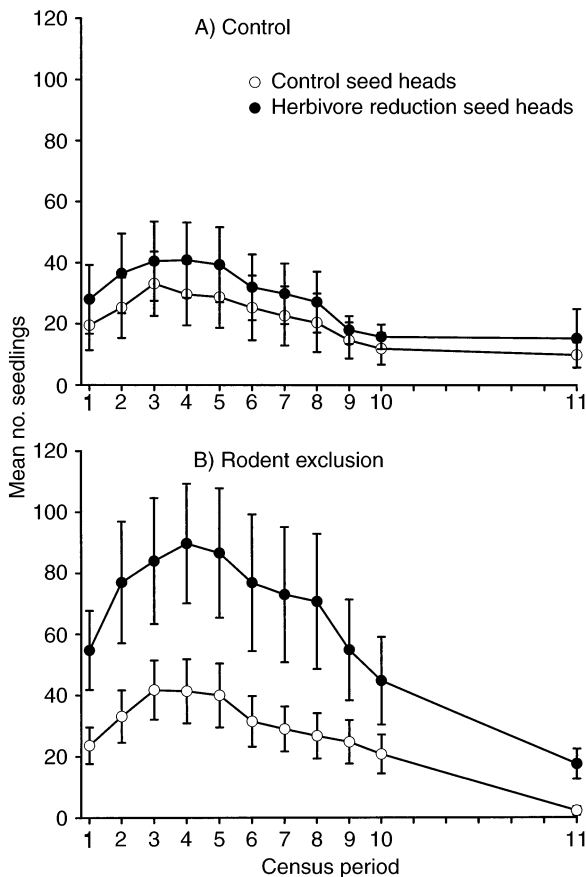 A) Control
Control seed heads
Herbivore reduction seed heads
120
100
80
60
40
20
0
1 2 3 4 5 6 7 8 9 10 11
Mean no. seedlings
B) Rodent exclusion
120
100
80
60
40
20
0
1 2 3 4 5 6 7 8 9 10 11
Census period